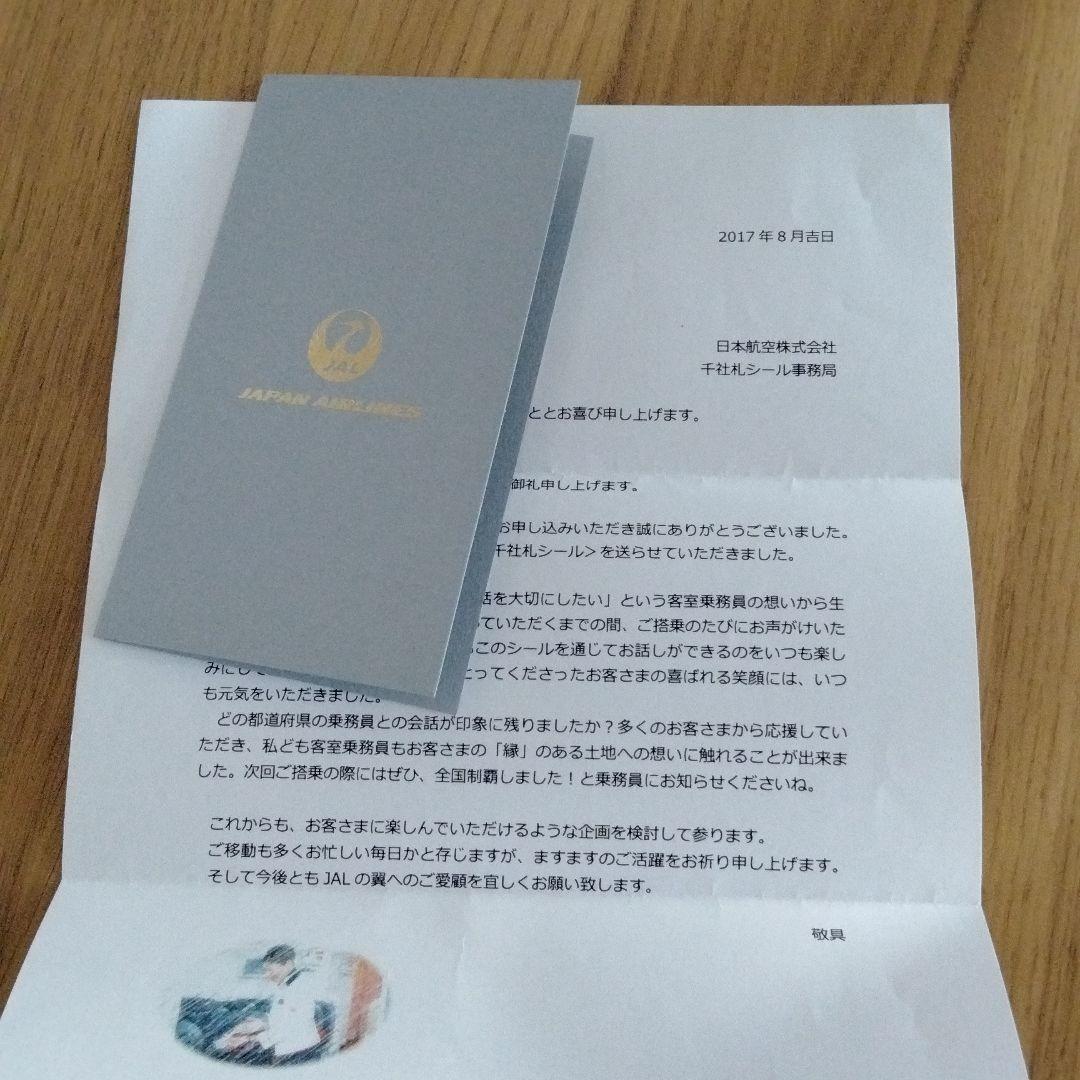 JAL
JAPAN AIRLINES
2017年8月吉日
日本航空株式会社
千社札シール事務局
ととお喜び申し上げます。
御礼申し上げます。
お申し込みいただき誠にありがとうございました。
千社札シール＞を送らせていただきました。
話を大切にしたい」という客室乗務員の想いから生
ていただくまでの間、ご搭乗のたびにお声がけいた
このシールを通じてお話しができるのをいつも楽し
みにして とってくださったお客さまの喜ばれる笑顔には、いつ
も元気をいただきました。
どの都道府県の乗務員との会話が印象に残りましたか？多くのお客さまから応援してい
ただき、私ども客室乗務員もお客さまの「縁」のある土地への想いに触れることが出来ま
した。次回ご搭乗の際にはぜひ、全国制覇しました！と乗務員にお知らせくださいね。
これからも、お客さまに楽しんでいただけるような企画を検討して参ります。
ご移動も多くお忙しい毎日かと存じますが、ますますのご活躍をお祈り申し上げます。
そして今後ともJALの翼へのご愛顧を宜しくお願い致します。
敬具